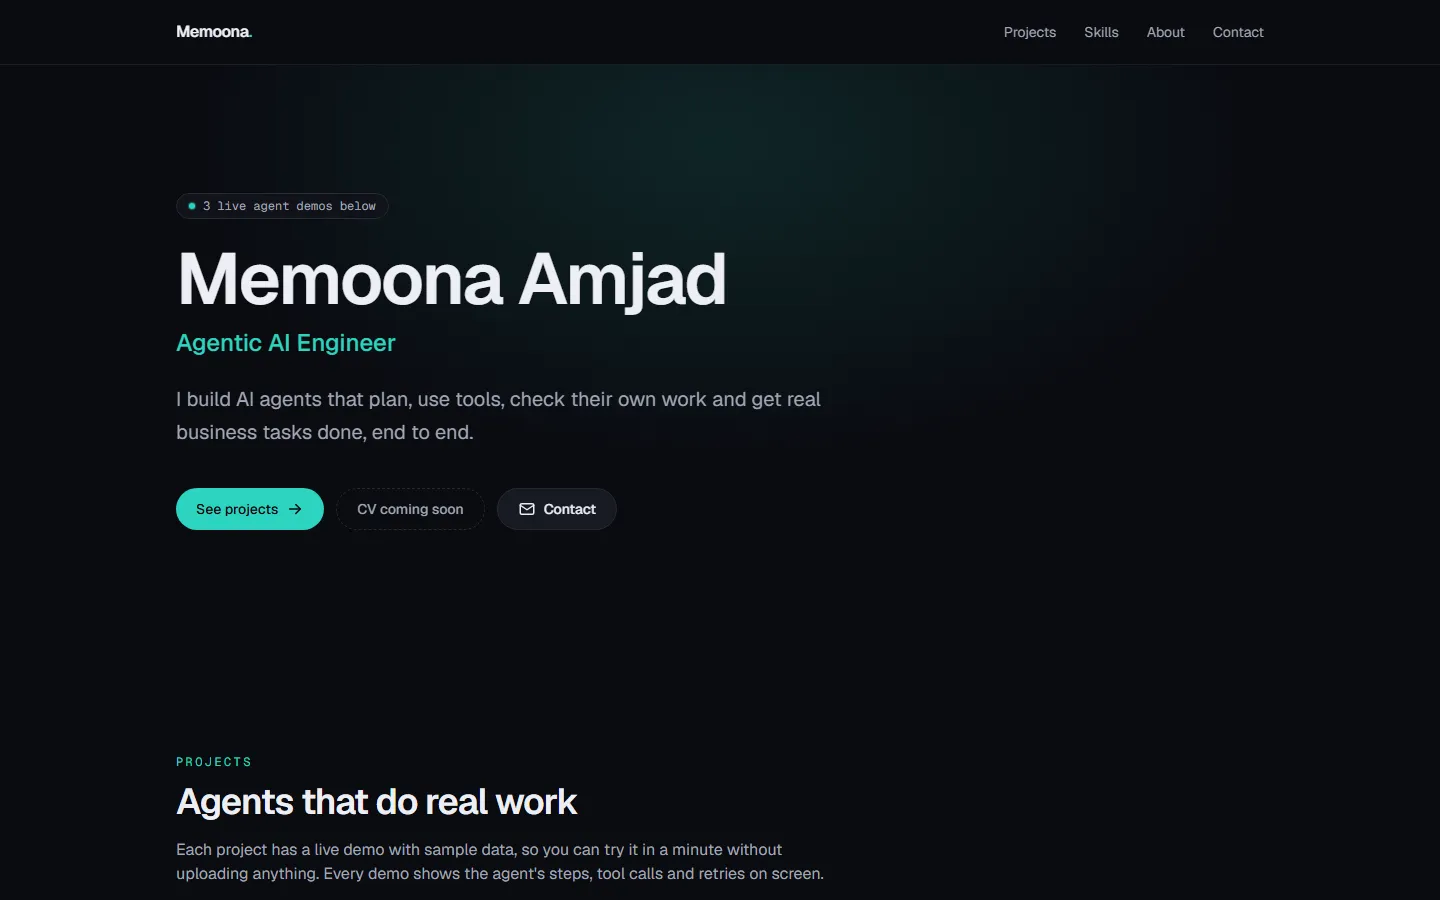 Memoona.
Projects
Skills
About
Contact
3 live agent demos below
Memoona Amjad
Agentic AI Engineer
I build AI agents that plan, use tools, check their own work and get real
business tasks done, end to end.
See projects →
CV coming soon
Contact
PROJECTS
Agents that do real work
Each project has a live demo with sample data, so you can try it in a minute without
uploading anything. Every demo shows the agent's steps, tool calls and retries on screen.